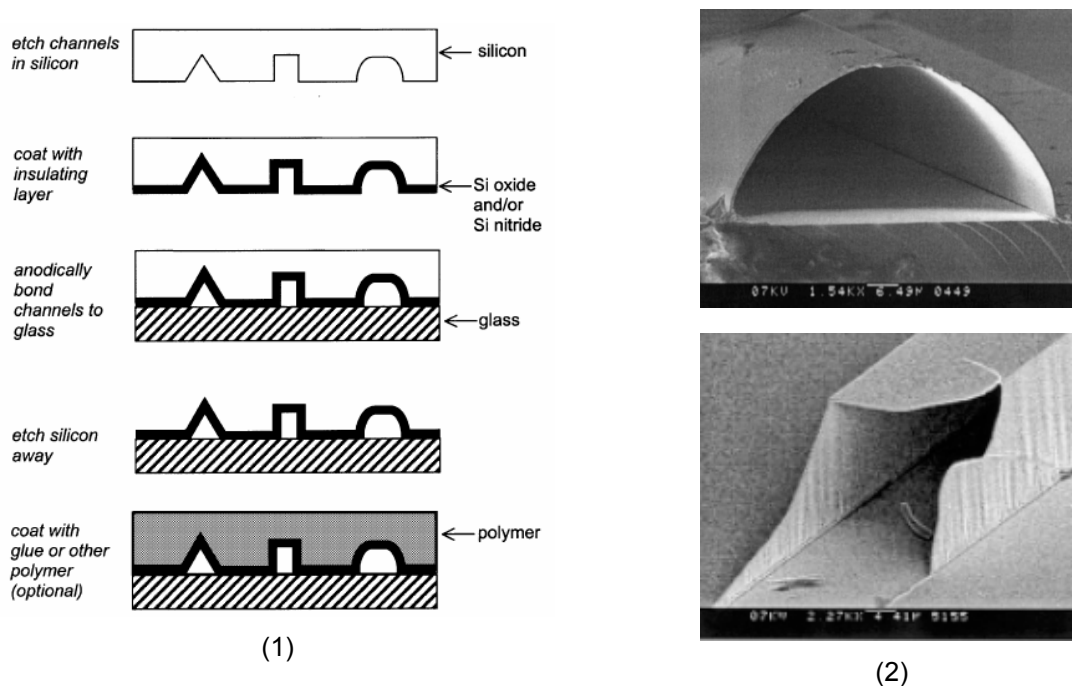 etch channels
in silicon
silicon
coat with
insulating
layer
Si oxide
and/or
Si nitride
anodically
bond
channels to
glass
glass
etch silicon
away
coat with
glue or other
polymer
(optional)
polymer
(1)
07KV 1.54KX 6.49M 0449
07KV 2.27KX 4.41M 5155
(2)